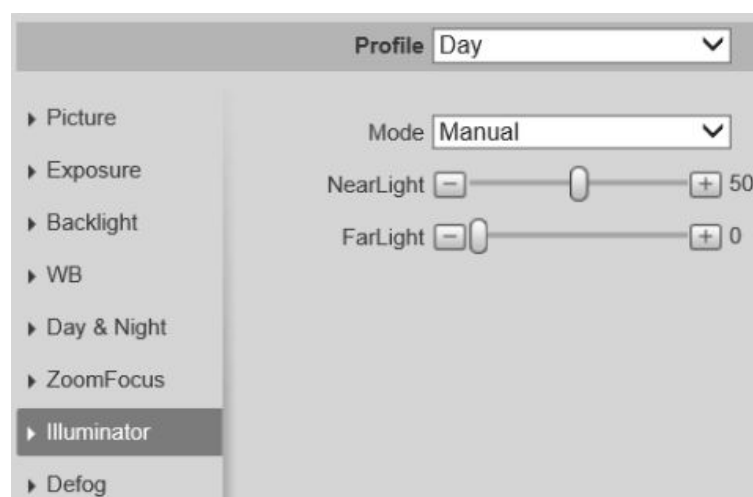 Profile Day
Picture
Mode Manual
Exposure
NearLight 50
Backlight
FarLight 0
WB
Day & Night
ZoomFocus
Illuminator
Defog